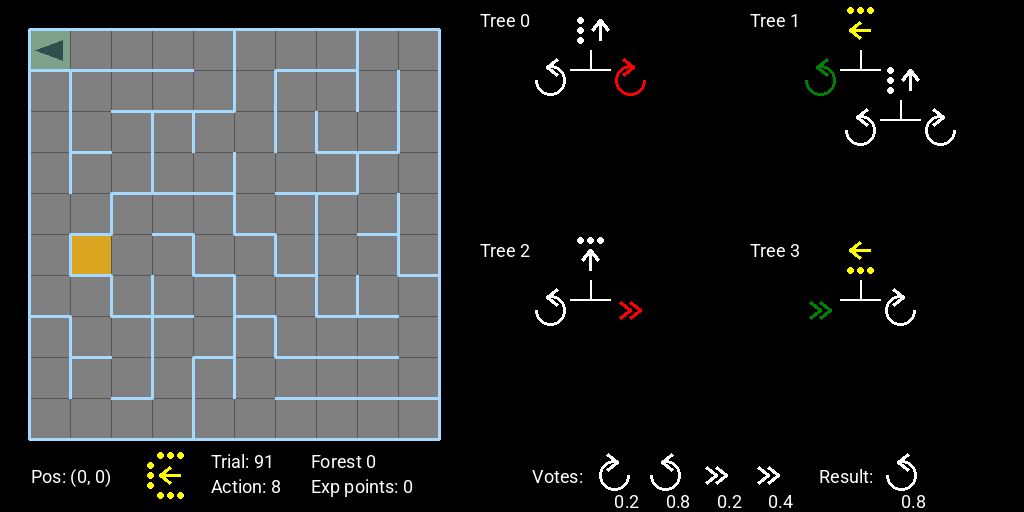 Tree 0
Tree 1
Tree 2
Tree 3
Pos: (0, 0)
Trial: 91
Forest 0
Action: 8
Exp points: 0
Votes:
0.2
0.8
0.2
0.4
Result:
0.8